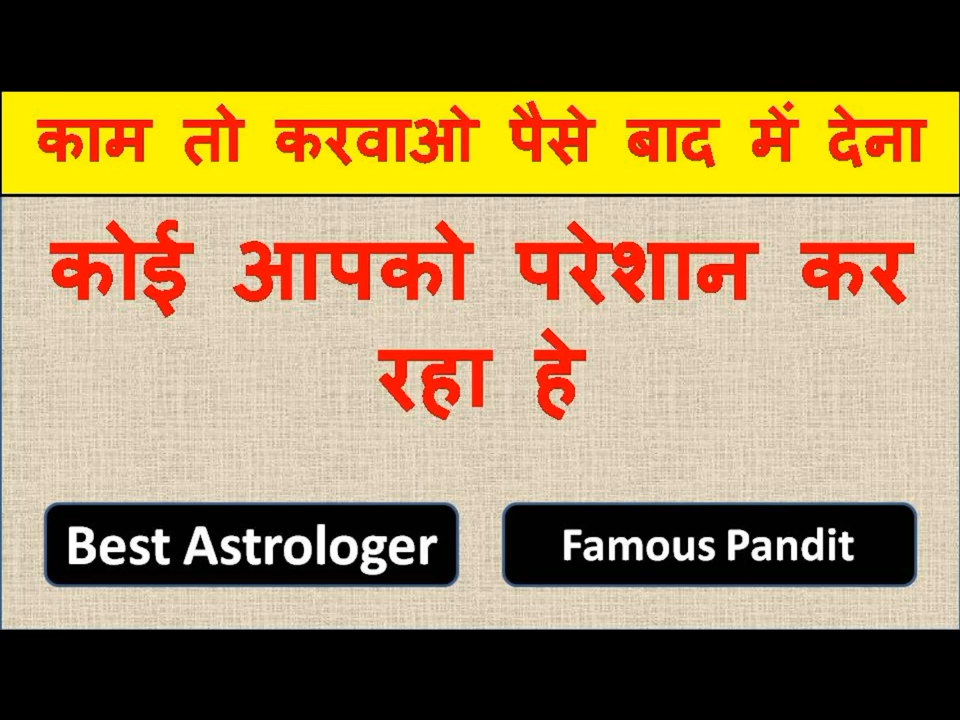 काम तो करवाओ पैसे बाद में देना
कोई आपको परेशान कर
रहा हे
Best Astrologer
Famous Pandit